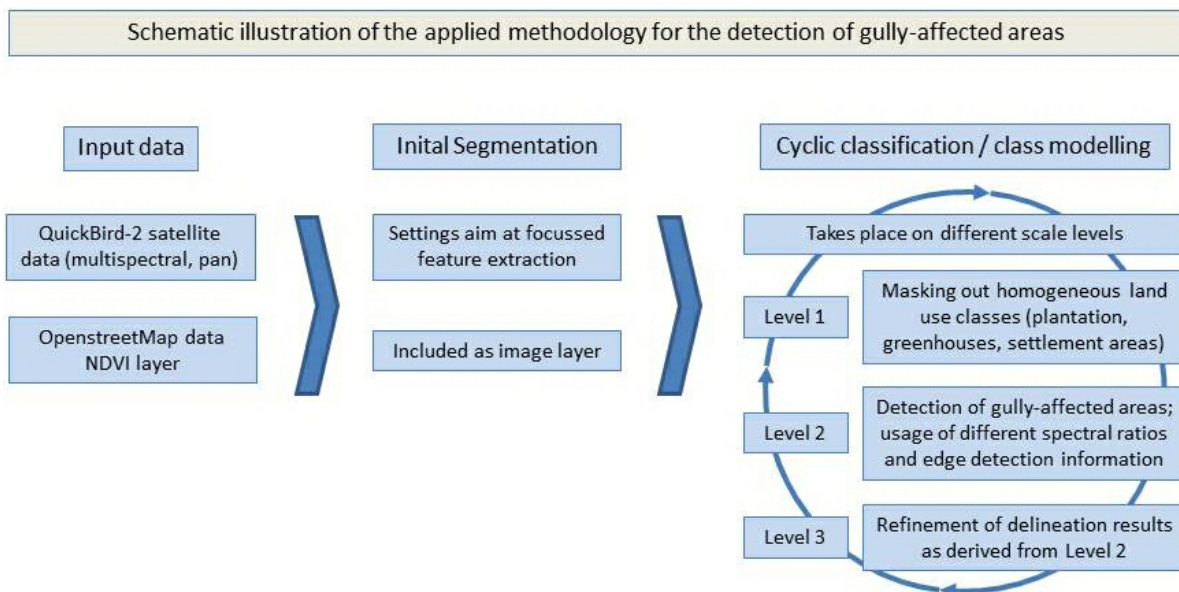 Schematic illustration of the applied methodology for the detection of gully-affected areas
Input data
QuickBird-2 satellite
data (multispectral, pan)
OpenstreetMap data
NDVI layer
Inital Segmentation
Settings aim at focussed
feature extraction
Included as image layer
Cyclic classification / class modelling
Takes place on different scale levels
Level 1
Masking out homogeneous land
use classes (plantation,
greenhouses, settlement areas)
Level 2
Detection of gully-affected areas;
usage of different spectral ratios
and edge detection information
Level 3
Refinement of delineation results
as derived from Level 2